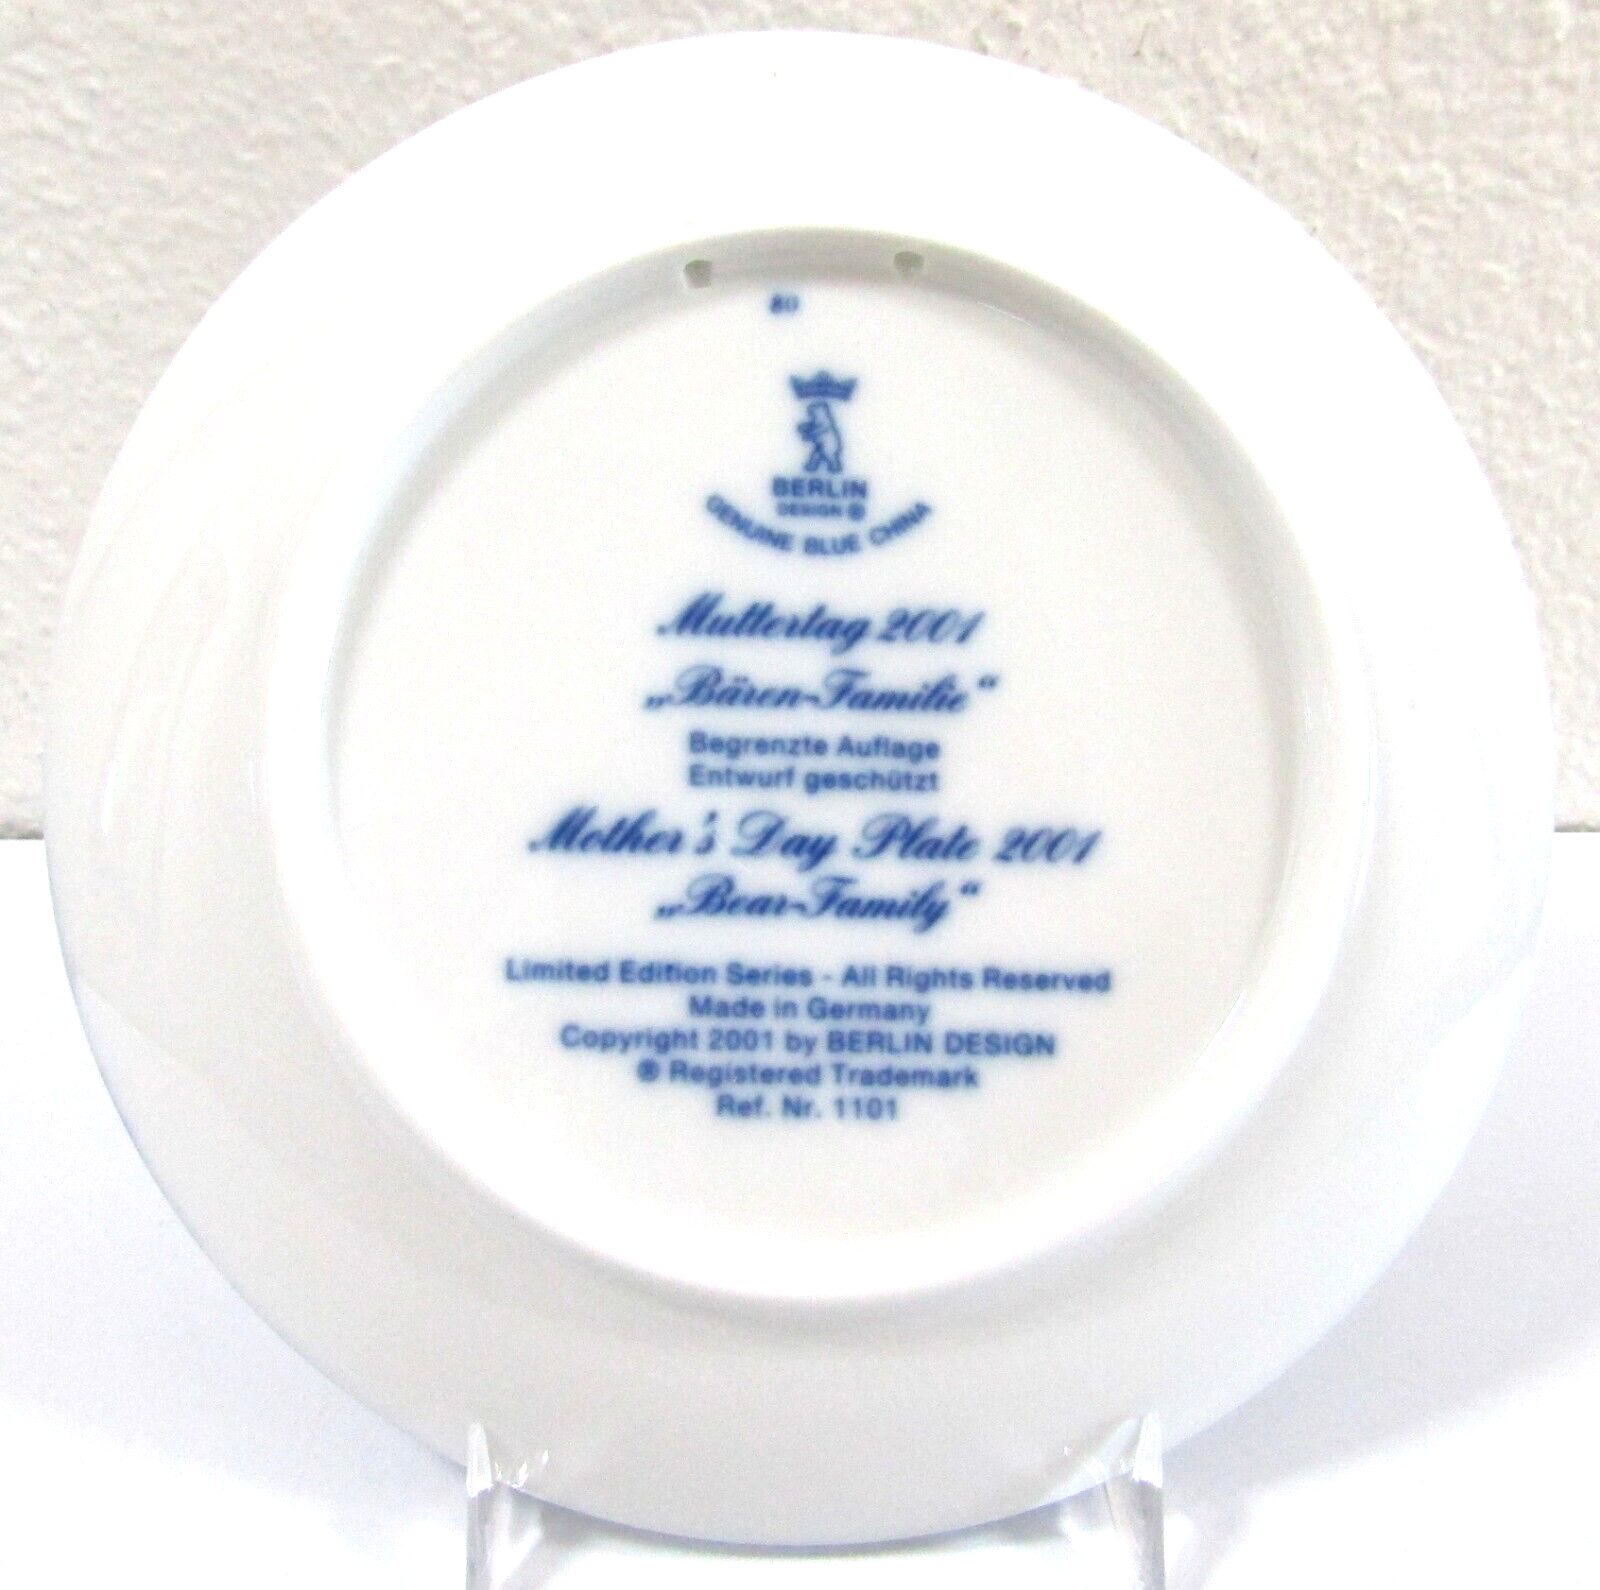 BERLIN
DESIGN ®
GENUINE BLUE CHINA
Muttertag 2001
„Bären-Familie“
Begrenzte Auflage
Entwurf geschützt
Mother's Day Plate 2001
„Bear-Family“
Limited Edition Series - All Rights Reserved
Made in Germany
Copyright 2001 by BERLIN DESIGN
® Registered Trademark
Ref. Nr. 1101